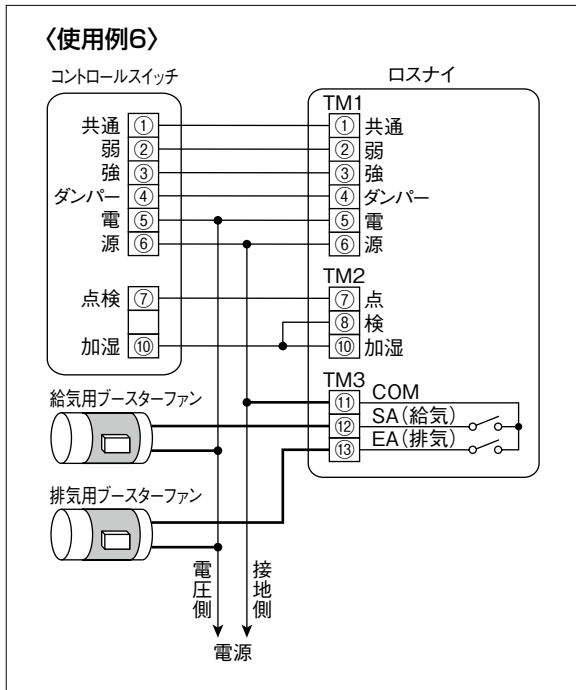 〈使用例6〉
コントロールスイッチ
ロスナイ
TM1
共通 ① ① 共通
弱 ② ② 弱
強 ③ ③ 強
ダンパー ④ ④ ダンパー
電 ⑤ ⑤ 電
源 ⑥ ⑥ 源
TM2
点検 ⑦ ⑦ 点
⑧ 検
加湿 ⑩ ⑩ 加湿
TM3
給気用ブースターファン
⑪ COM
⑫ SA(給気)
⑬ EA(排気)
排気用ブースターファン
電圧側
接地側
電源